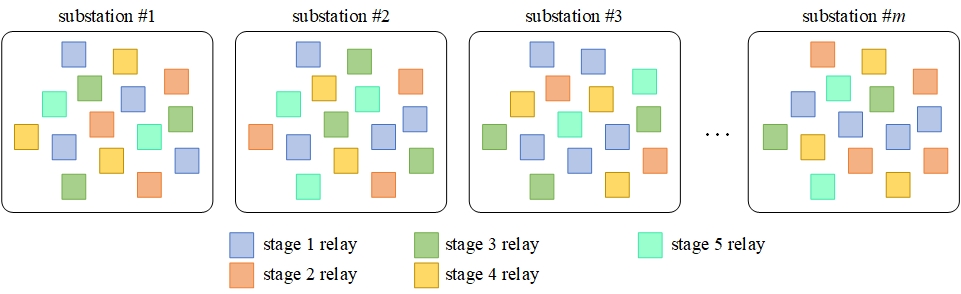 substation #1 substation #2 substation #3 substation #m
...
stage 1 relay stage 3 relay stage 5 relay
stage 2 relay stage 4 relay